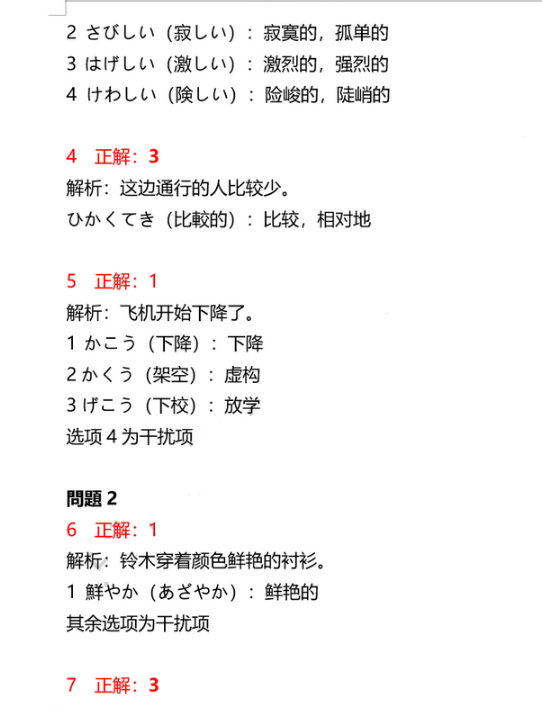 2 さびしい（寂しい）：寂寞的，孤单的
3 はげしい（激しい）：激烈的，强烈的
4 けわしい（険しい）：险峻的，陡峭的
4 正解：3
解析：这边通行的人比较少。
ひかくてき（比較的）：比较，相对地
5 正解：1
解析：飞机开始下降了。
1 かこう（下降）：下降
2 かくう（架空）：虚构
3 げこう（下校）：放学
选项 4 为干扰项
問題 2
6 正解：1
解析：铃木穿着颜色鲜艳的衬衫。
1 鮮やか（あざやか）：鲜艳的
其余选项为干扰项
7 正解：3